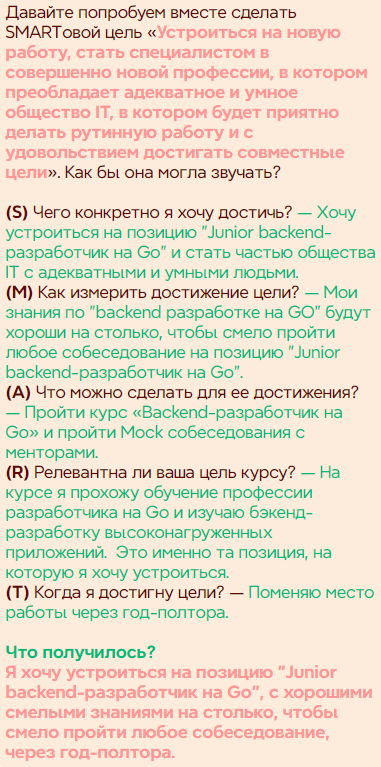 Давайте попробуем вместе сделать
SMARTовой цель «Устроиться на новую
работу, стать специалистом в
совершенно новой профессии, в котором
преобладает адекватное и умное
общество IT, в котором будет приятно
делать рутинную работу и с
удовольствием достигать совместные
цели». Как бы она могла звучать?
(S) Чего конкретно я хочу достичь? — Хочу
устроиться на позицию "Junior backend-
разработчик на Go" и стать частью общества
IT с адекватными и умными людьми.
(M) Как измерить достижение цели? — Мои
знания по "backend разработке на GO" будут
хороши на столько, чтобы смело пройти
любое собеседование на позицию "Junior
backend-разработчик на Go".
(A) Что можно сделать для ее достижения?
— Пройти курс «Backend-разработчик на
Go» и пройти Mock собеседования с
менторами.
(R) Релевантна ли ваша цель курсу? — На
курсе я прохожу обучение профессии
разработчика на Go и изучаю бэкенд-
разработку высоконагруженных
приложений. Это именно та позиция, на
которую я хочу устроиться.
(T) Когда я достигну цели? — Поменяю место
работы через год-полтора.
Что получилось?
Я хочу устроиться на позицию "Junior
backend-разработчик на Go", с хорошими
смелыми знаниями на столько, чтобы
смело пройти любое собеседование,
через год-полтора.